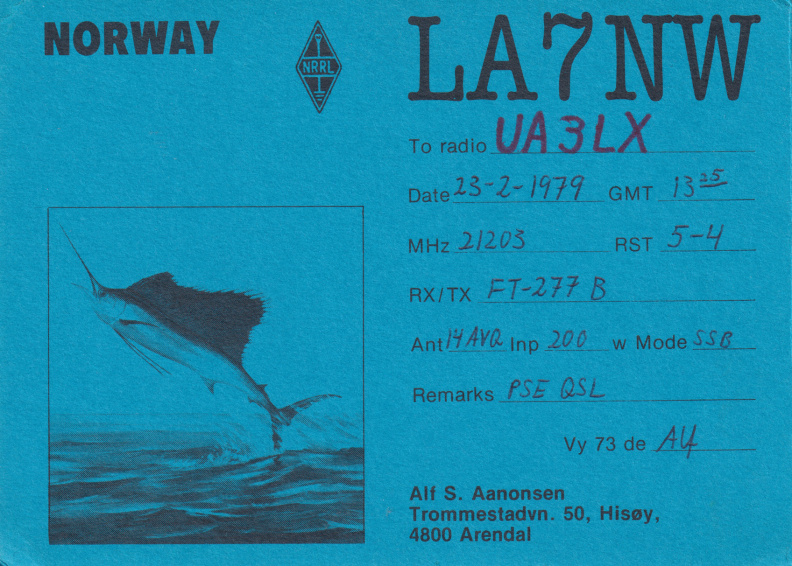 NORWAY
NRRL
LA7NW
To radio UA3LX
Date 23-2-1979 GMT 13 25
MHz 21203 RST 5-4
RX/TX FT-277 B
Ant 14 AVQ Inp 200 w Mode SSB
Remarks PSE QSL
Vy 73 de Alf
Alf S. Aanonsen
Trommestadvn. 50, Hisøy,
4800 Arendal